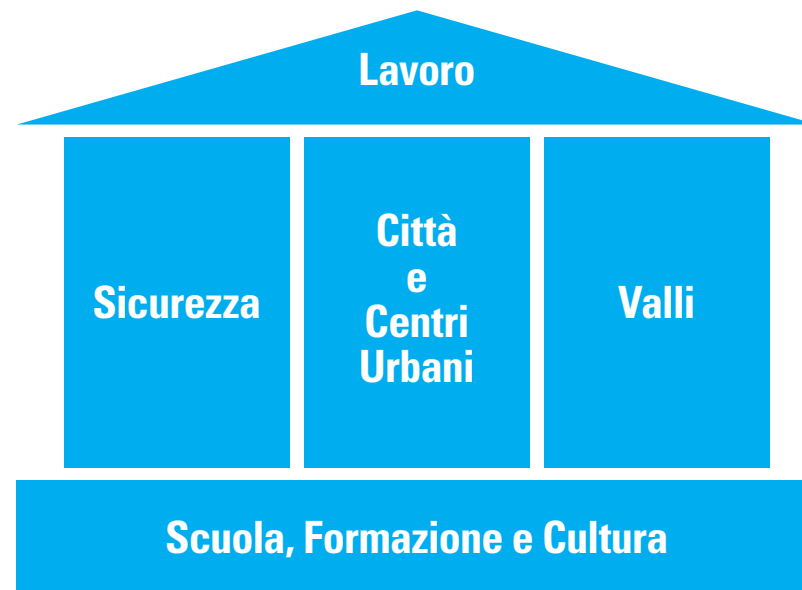 Lavoro
Sicurezza
Città
e
Centri
Urbani
Valli
Scuola, Formazione e Cultura